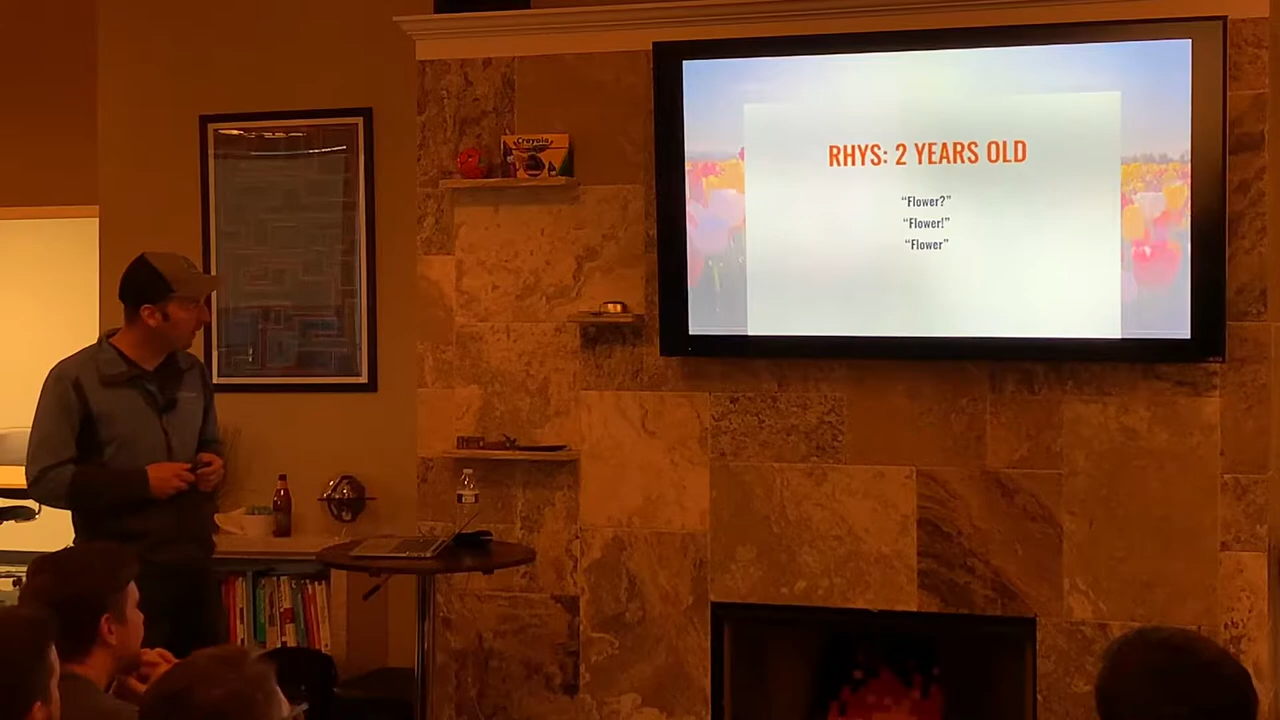 Crayola
RHYS: 2 YEARS OLD
“Flower?”
“Flower!”
“Flower”